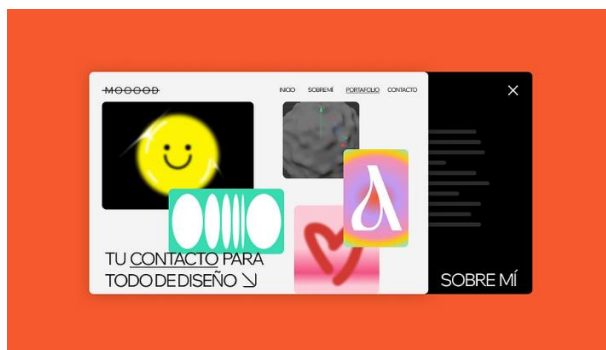 MOOOOD
INICIO SOBRE MÍ PORTAFOLIO CONTACTO
TU CONTACTO PARA
TODO DE DISEÑO
SOBRE MÍ